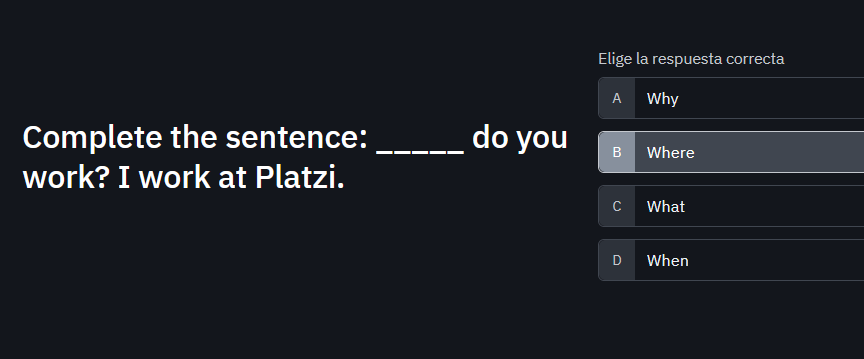 Complete the sentence: _____ do you
work? I work at Platzi.
Elige la respuesta correcta
A Why
B Where
C What
D When